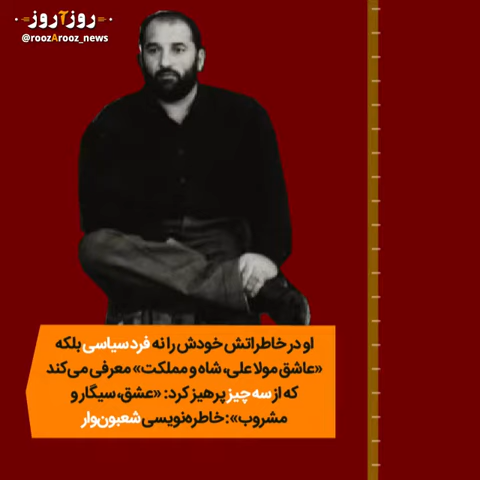 روزآروز
@roozArooz_news
او در خاطراتش خودش را نه فرد سیاسی بلکه
«عاشق مولا علی، شاه و مملکت» معرفی می‌کند
که از سه چیز پرهیز کرد: «عشق، سیگار و
مشروب»: خاطره‌نویسی شعبون‌وار